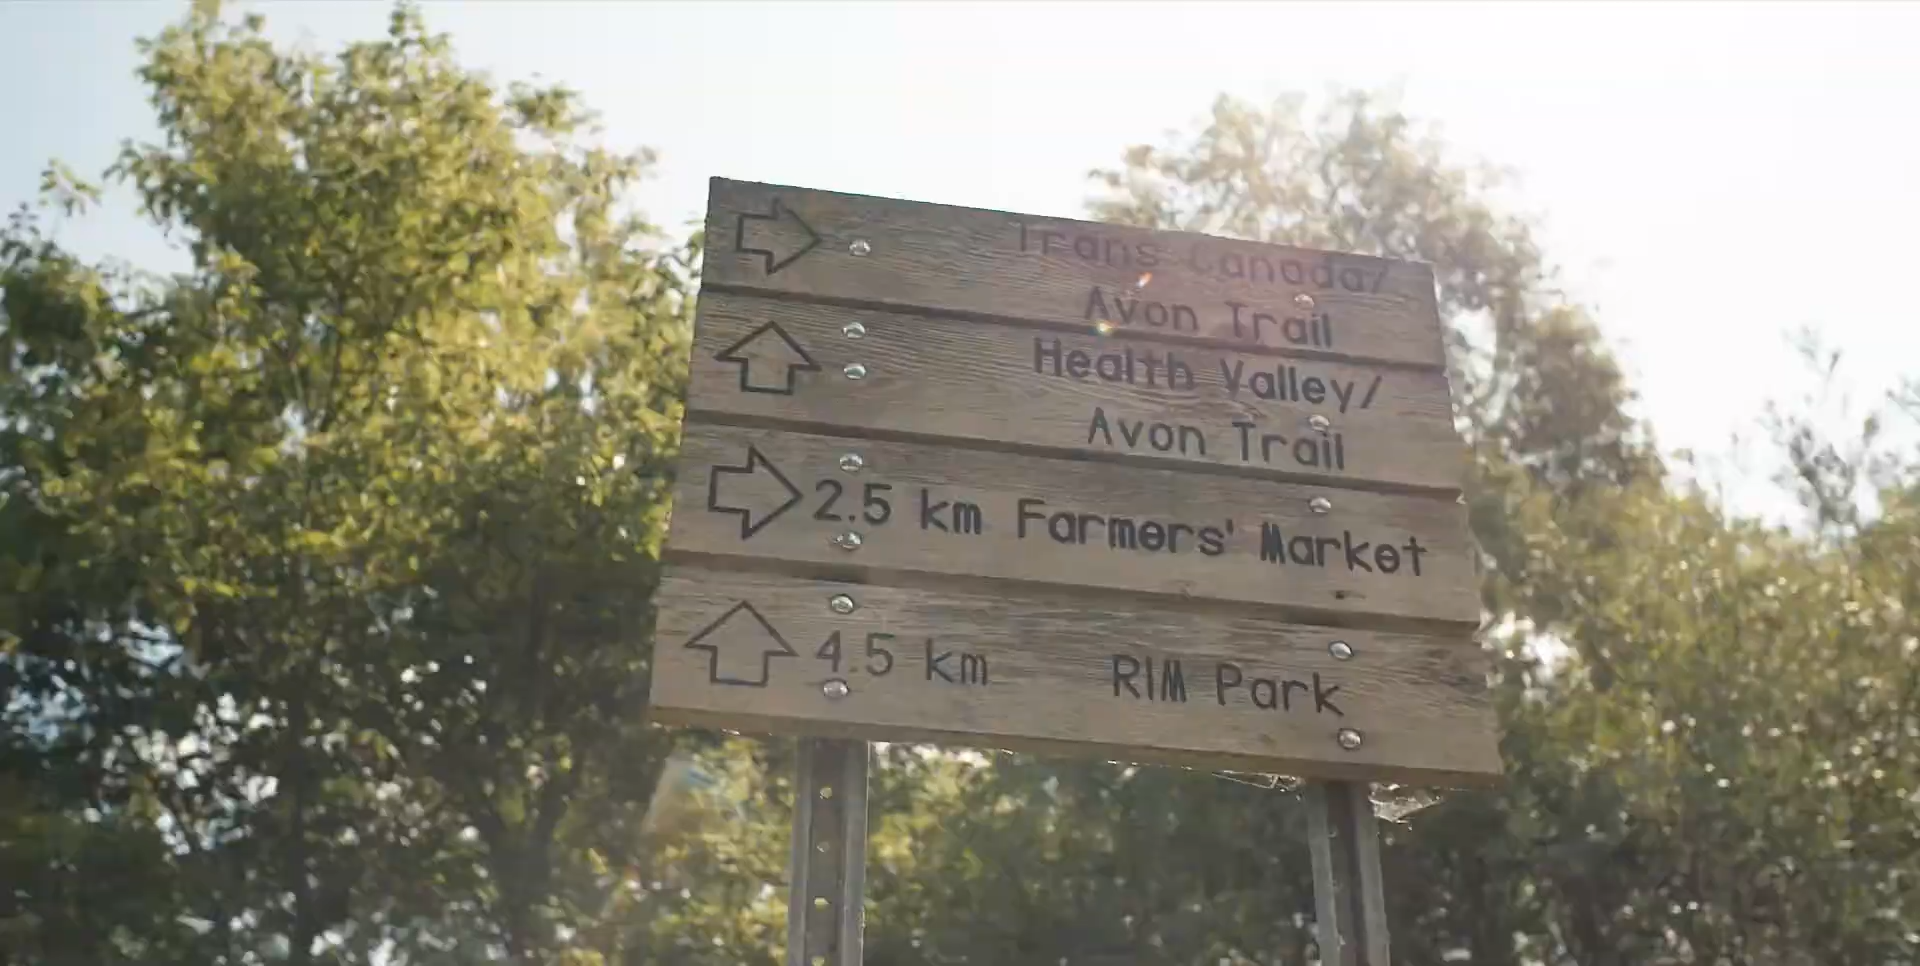 Trans Canada/
Avon Trail
Health Valley/
Avon Trail
2.5 km Farmers' Market
4.5 km RIM Park